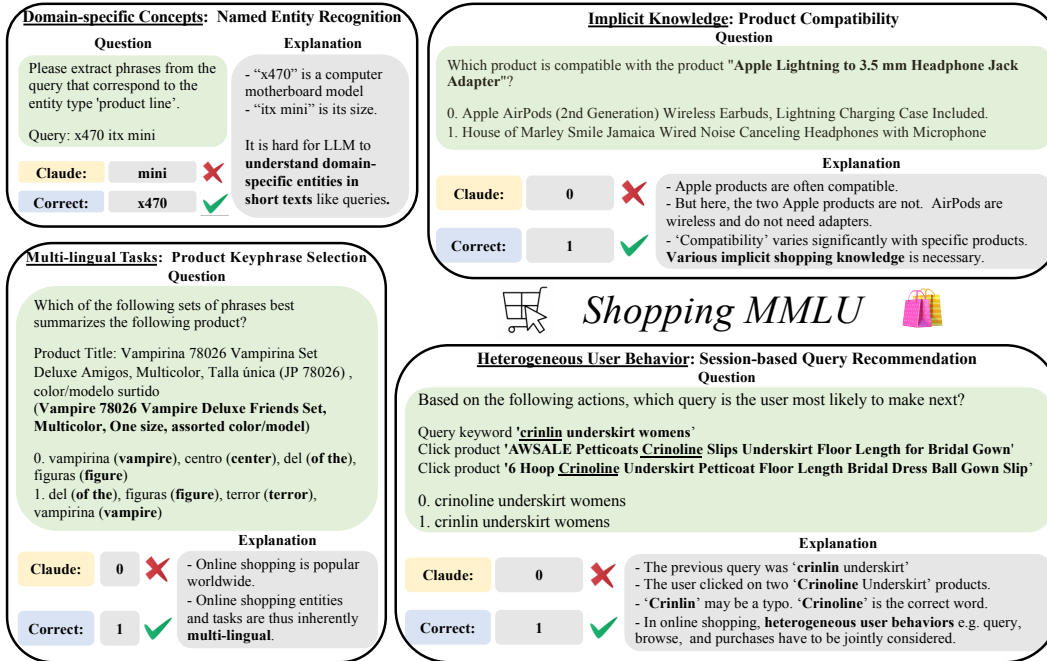 Domain-specific Concepts: Named Entity Recognition
Question
Please extract phrases from the
query that correspond to the
entity type 'product line'.
Query: x470 itx mini
Explanation
- “x470” is a computer
motherboard model
- “itx mini” is its size.
It is hard for LLM to
understand domain-
specific entities in
short texts like queries.
Claude: mini
Correct: x470
Implicit Knowledge: Product Compatibility
Question
Which product is compatible with the product "Apple Lightning to 3.5 mm Headphone Jack
Adapter"?
0. Apple AirPods (2nd Generation) Wireless Earbuds, Lightning Charging Case Included.
1. House of Marley Smile Jamaica Wired Noise Canceling Headphones with Microphone
Claude: 0
Correct: 1
Explanation
- Apple products are often compatible.
- But here, the two Apple products are not. AirPods are
wireless and do not need adapters.
- ‘Compatibility’ varies significantly with specific products.
Various implicit shopping knowledge is necessary.
Multi-lingual Tasks: Product Keyphrase Selection
Question
Which of the following sets of phrases best
summarizes the following product?
Product Title: Vampirina 78026 Vampirina Set
Deluxe Amigos, Multicolor, Talla única (JP 78026) ,
color/modelo surtido
(Vampire 78026 Vampire Deluxe Friends Set,
Multicolor, One size, assorted color/model)
0. vampirina (vampire), centro (center), del (of the),
figuras (figure)
1. del (of the), figuras (figure), terror (terror),
vampirina (vampire)
Claude: 0
Correct: 1
Explanation
- Online shopping is popular
worldwide.
- Online shopping entities
and tasks are thus inherently
multi-lingual.
Shopping MMLU
Heterogeneous User Behavior: Session-based Query Recommendation
Question
Based on the following actions, which query is the user most likely to make next?
Query keyword 'crinlin underskirt womens’
Click product 'AWSALE Petticoats Crinoline Slips Underskirt Floor Length for Bridal Gown'
Click product '6 Hoop Crinoline Underskirt Petticoat Floor Length Bridal Dress Ball Gown Slip’
0. crinoline underskirt womens
1. crinlin underskirt womens
Claude: 0
Correct: 1
Explanation
- The previous query was ‘crinlin underskirt’
- The user clicked on two ‘Crinoline Underskirt’ products.
- ‘Crinlin’ may be a typo. ‘Crinoline’ is the correct word.
- In online shopping, heterogeneous user behaviors e.g. query,
browse, and purchases have to be jointly considered.